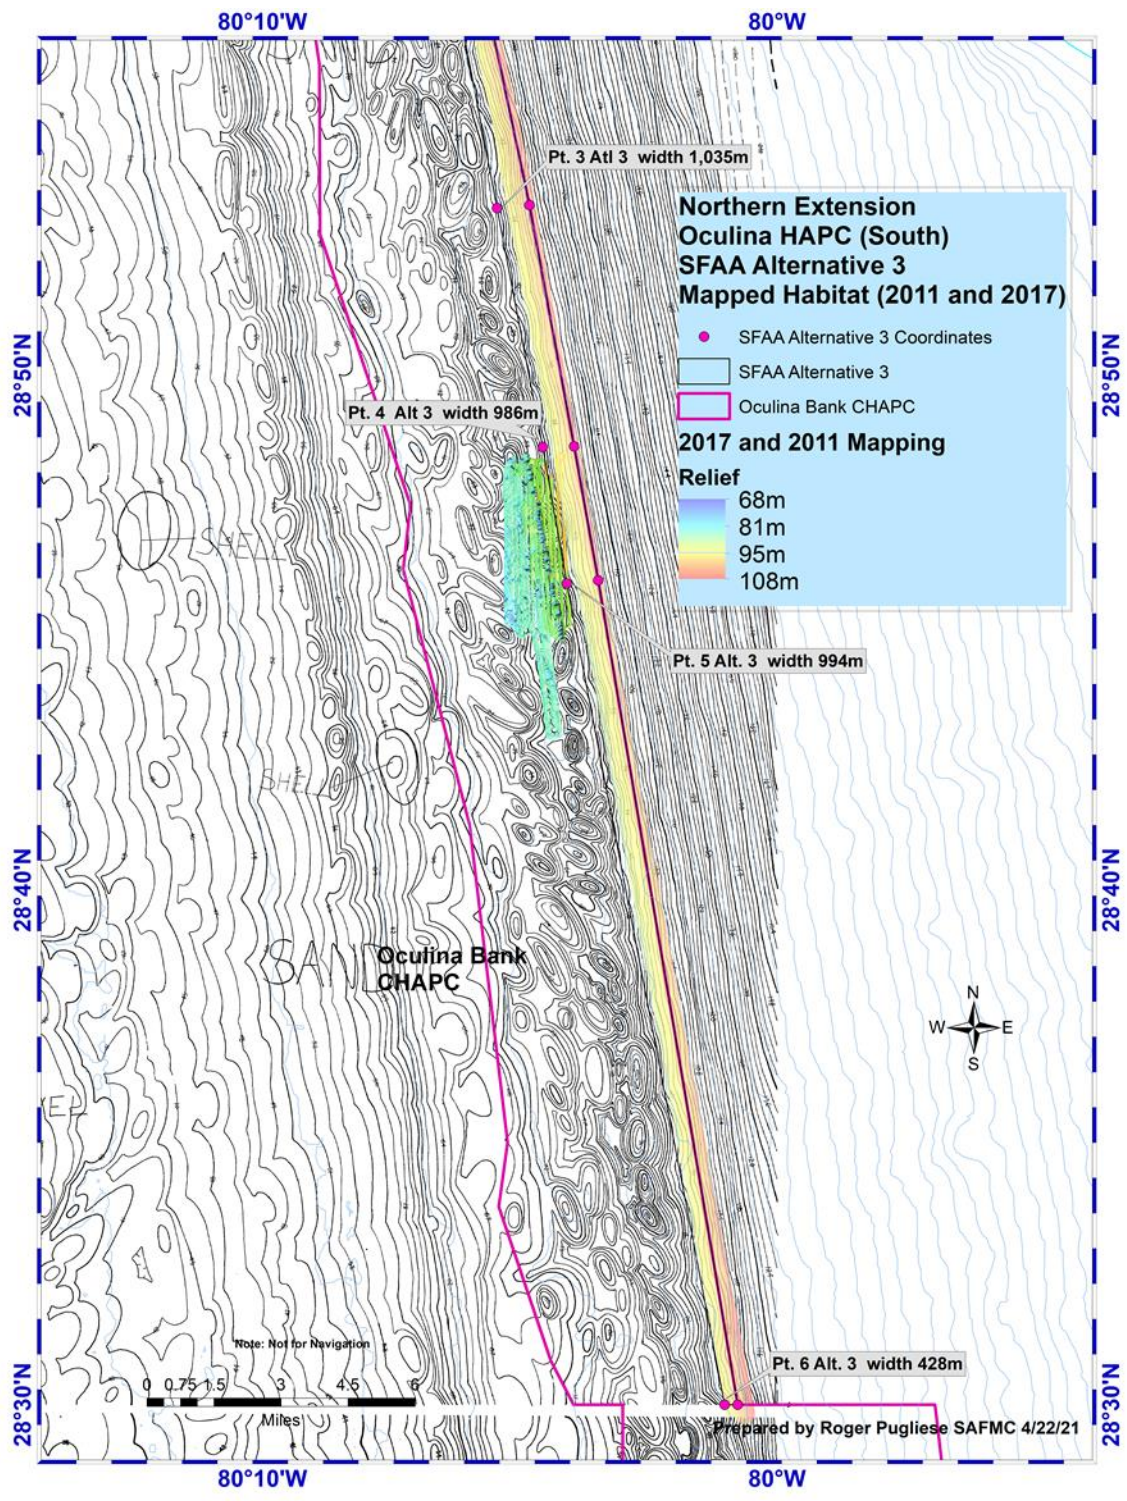 80°10'W
80°W
Pt. 3 Atl 3 width 1,035m
Northern Extension
Oculina HAPC (South)
SFAA Alternative 3
Mapped Habitat (2011 and 2017)
SFAA Alternative 3 Coordinates
SFAA Alternative 3
Oculina Bank CHAPC
2017 and 2011 Mapping
Relief
68m
81m
95m
108m
28°50'N
28°50'N
Pt. 4 Alt 3 width 986m
SHELL
Pt. 5 Alt. 3 width 994m
SHELL
28°40'N
28°40'N
SAND
Oculina Bank
CHAPC
N
W E
S
Note: Not for Navigation
Pt. 6 Alt. 3 width 428m
0 0.75 1.5 3 4.5 6
Miles
28°30'N
28°30'N
Prepared by Roger Pugliese SAFMC 4/22/21
80°10'W
80°W